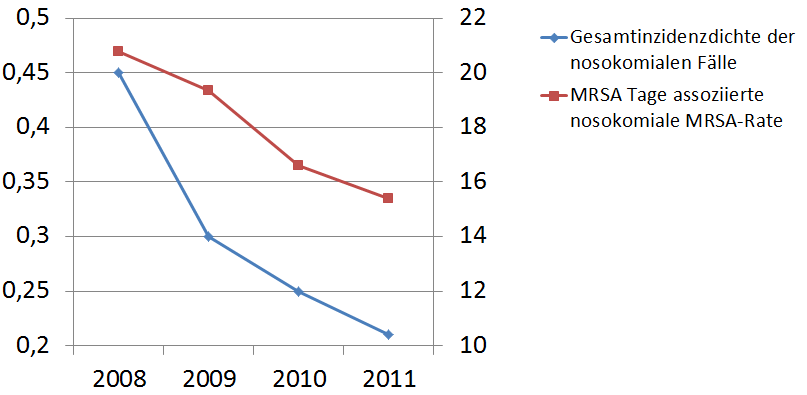 0,5
0,45
0,4
0,35
0,3
0,25
0,2
22
20
18
16
14
12
10
2008 2009 2010 2011
Gesamtinzidenzdichte der
nosokomialen Fälle
MRSA Tage assoziierte
nosokomiale MRSA-Rate